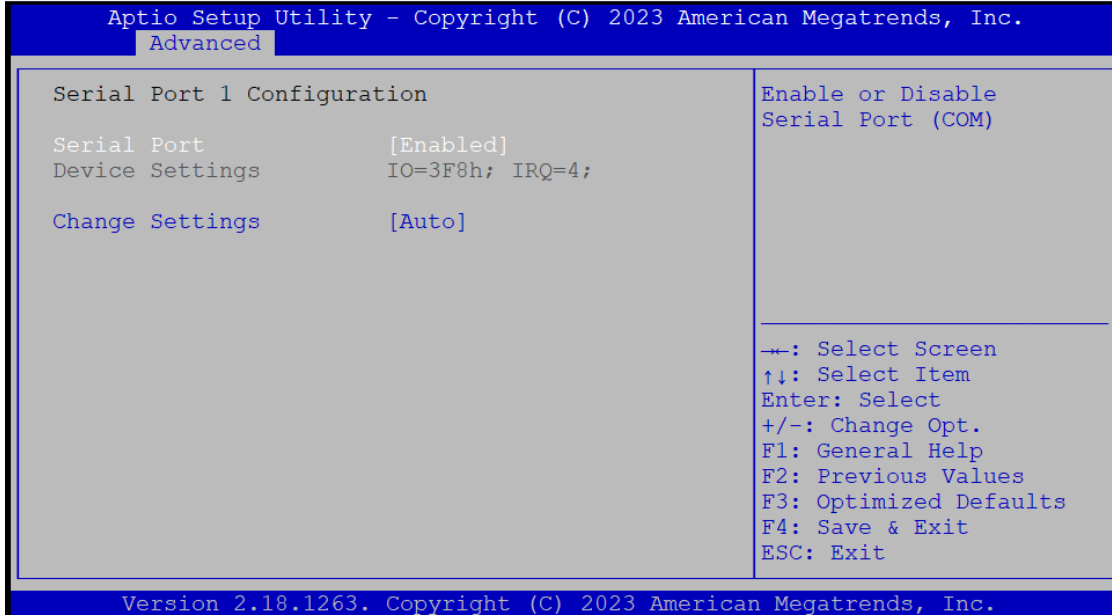 Aptio Setup Utility – Copyright (C) 2023 American Megatrends, Inc.
Advanced
Serial Port 1 Configuration
Serial Port [Enabled]
Device Settings IO=3F8h; IRQ=4;
Change Settings [Auto]
Enable or Disable
Serial Port (COM)
→←: Select Screen
↑↓: Select Item
Enter: Select
+/-: Change Opt.
F1: General Help
F2: Previous Values
F3: Optimized Defaults
F4: Save & Exit
ESC: Exit
Version 2.18.1263. Copyright (C) 2023 American Megatrends, Inc.